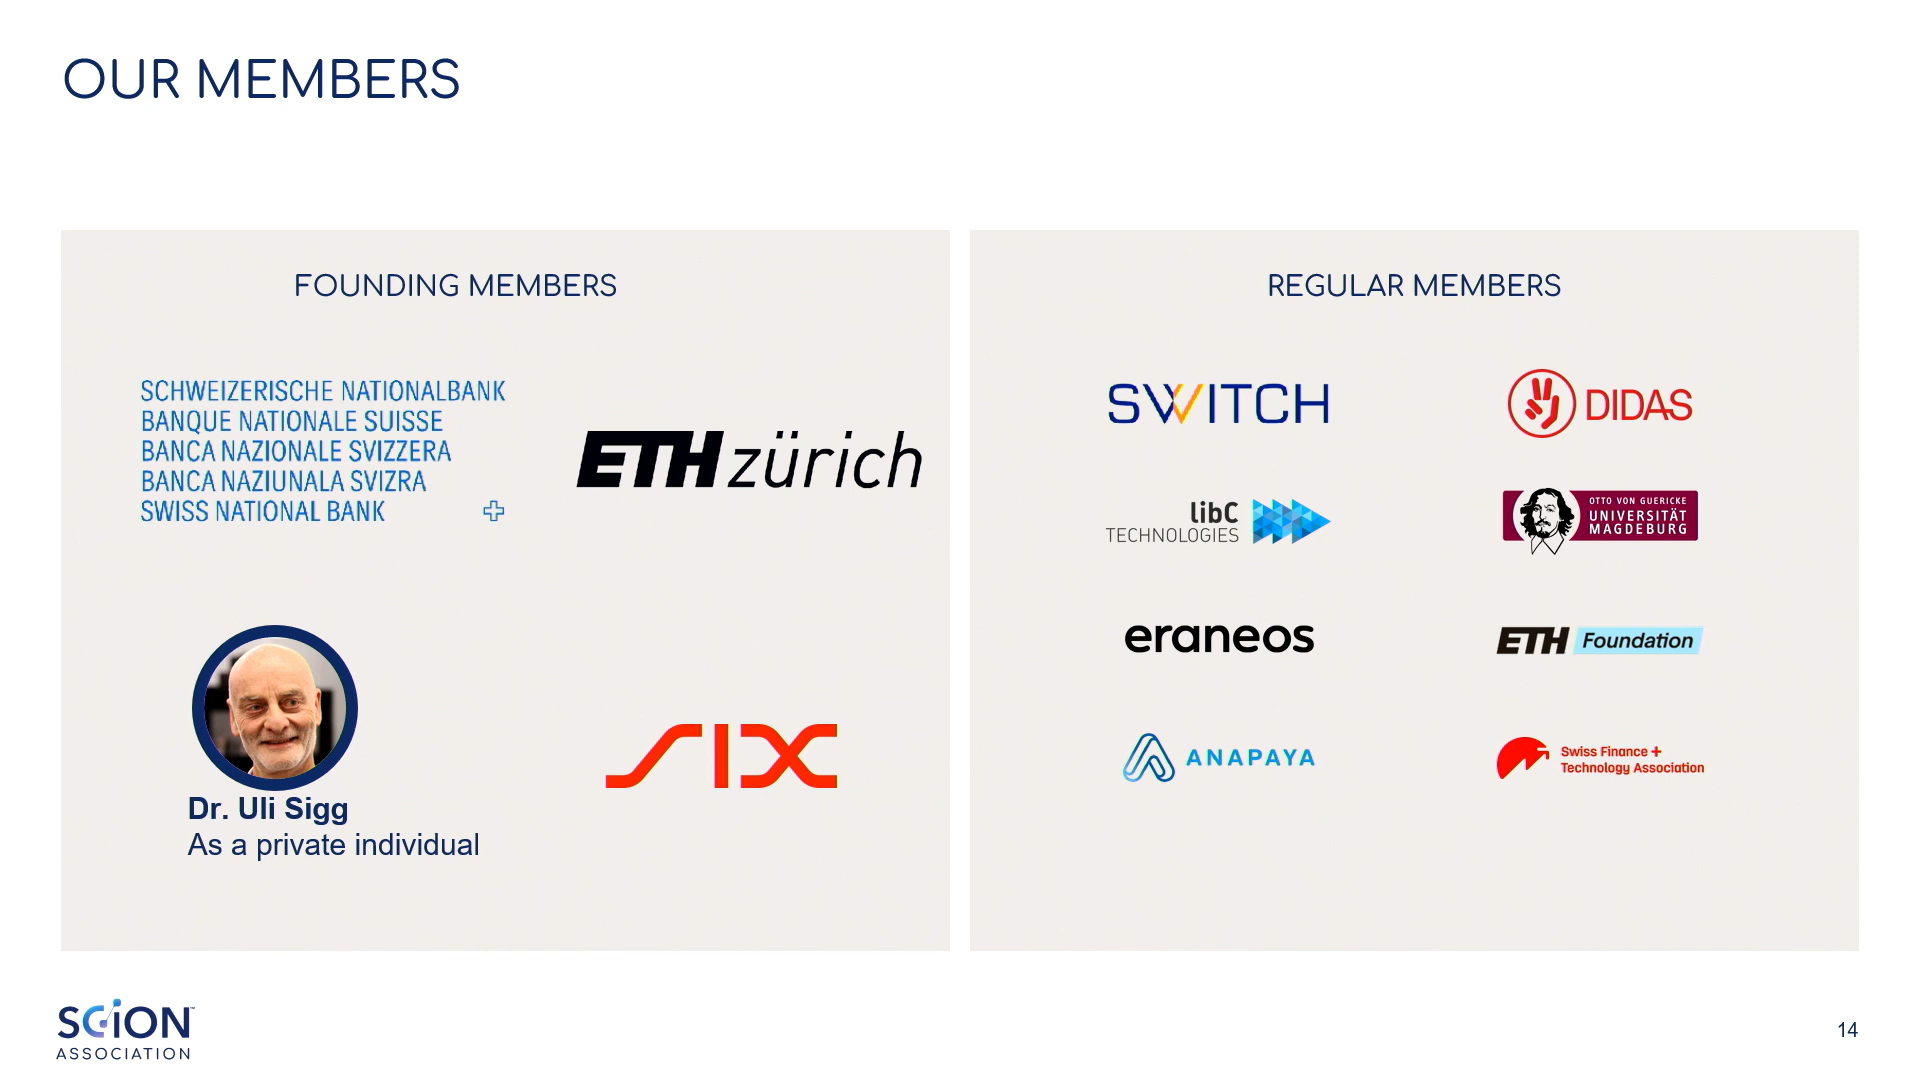 OUR MEMBERS
FOUNDING MEMBERS
SCHWEIZERISCHE NATIONALBANK
BANQUE NATIONALE SUISSE
BANCA NAZIONALE SVIZZERA
BANCA NAZIUNALA SVIZRA
SWISS NATIONAL BANK
ETH zürich
Dr. Uli Sigg
As a private individual
SIX
REGULAR MEMBERS
SWITCH
DIDAS
libC
TECHNOLOGIES
OTTO VON GUERICKE
UNIVERSITÄT
MAGDEBURG
eraneos
ETH Foundation
ANAPAYA
Swiss Finance +
Technology Association
SCiON™
ASSOCIATION
14